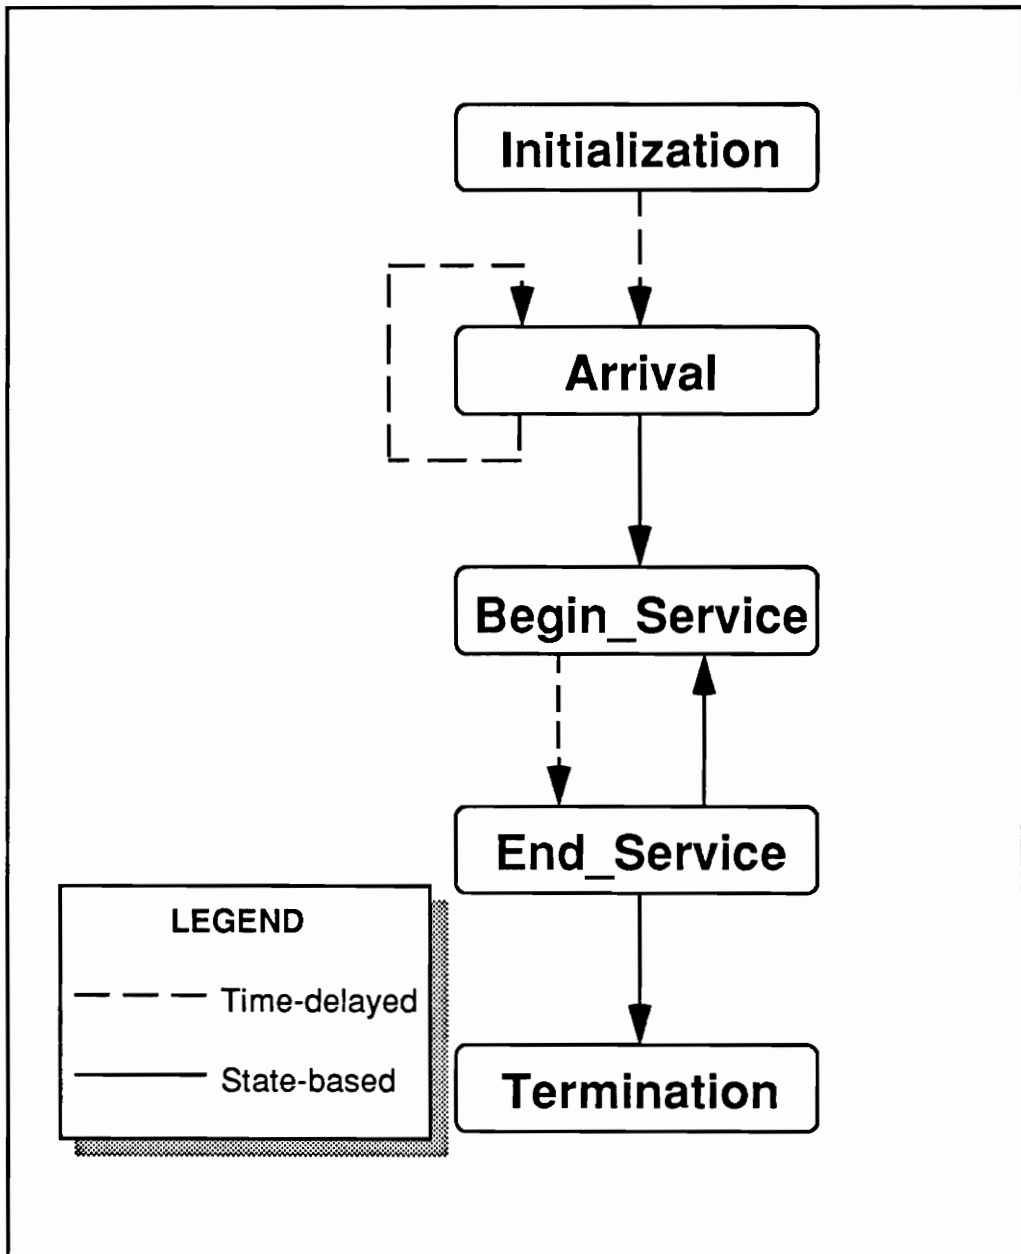 Initialization
Arrival
Begin_Service
End_Service
LEGEND
Time-delayed
State-based
Termination